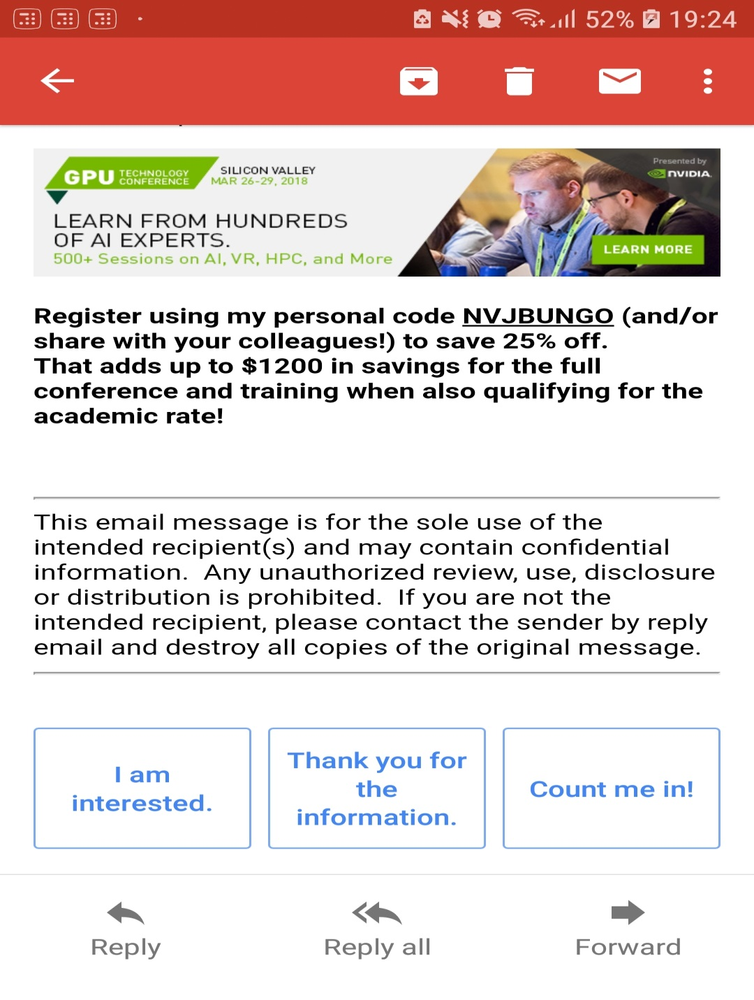 52% 19:24
GPU TECHNOLOGY CONFERENCE
SILICON VALLEY
MAR 26-29, 2018
Presented by
NVIDIA.
LEARN FROM HUNDREDS
OF AI EXPERTS.
500+ Sessions on AI, VR, HPC, and More
LEARN MORE
Register using my personal code NVJBUNGO (and/or
share with your colleagues!) to save 25% off.
That adds up to $1200 in savings for the full
conference and training when also qualifying for the
academic rate!
This email message is for the sole use of the
intended recipient(s) and may contain confidential
information.  Any unauthorized review, use, disclosure
or distribution is prohibited.  If you are not the
intended recipient, please contact the sender by reply
email and destroy all copies of the original message.
I am
interested.
Thank you for
the
information.
Count me in!
Reply
Reply all
Forward